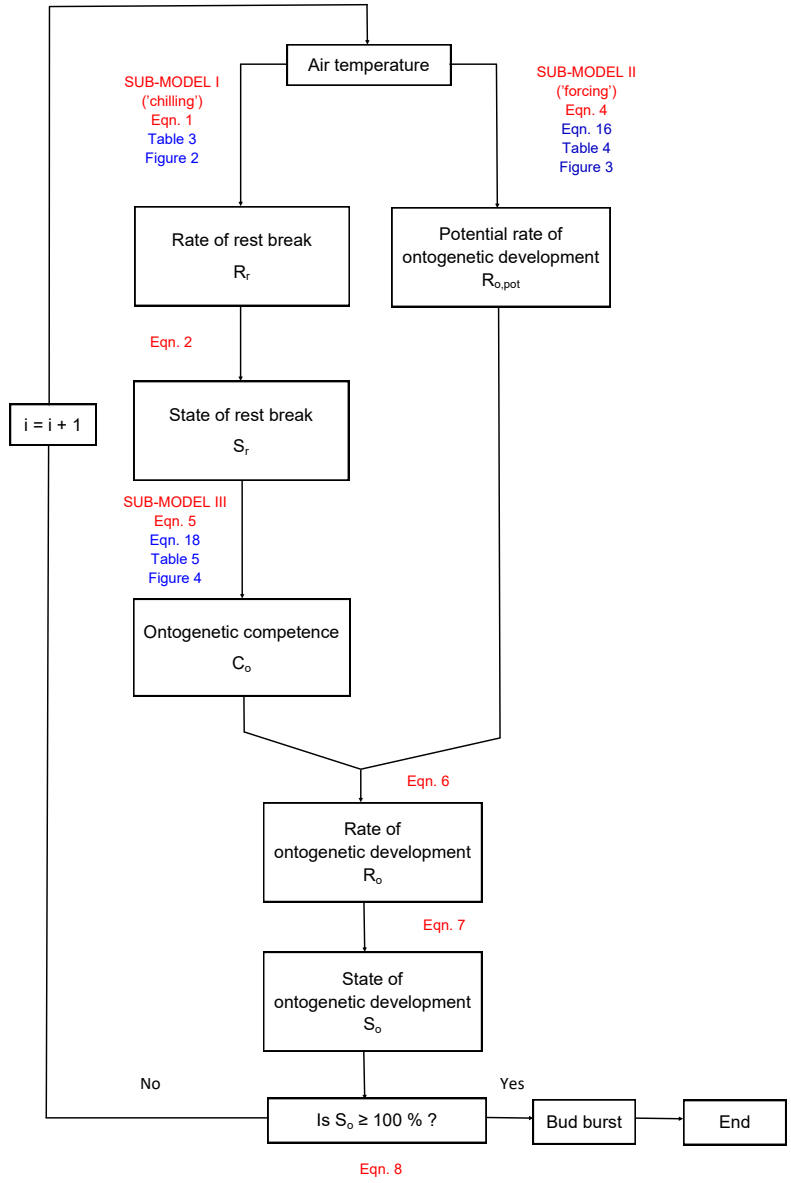 Air temperature
SUB-MODEL I
('chilling')
Eqn. 1
Table 3
Figure 2
SUB-MODEL II
('forcing')
Eqn. 4
Eqn. 16
Table 4
Figure 3
Rate of rest break
Rᵣ
Potential rate of
ontogenetic development
Rₒ,pot
Eqn. 2
State of rest break
Sᵣ
i = i + 1
SUB-MODEL III
Eqn. 5
Eqn. 18
Table 5
Figure 4
Ontogenetic competence
Cₒ
Eqn. 6
Rate of
ontogenetic development
Rₒ
Eqn. 7
State of
ontogenetic development
Sₒ
No
Yes
Is Sₒ ≥ 100 % ?
Bud burst
End
Eqn. 8